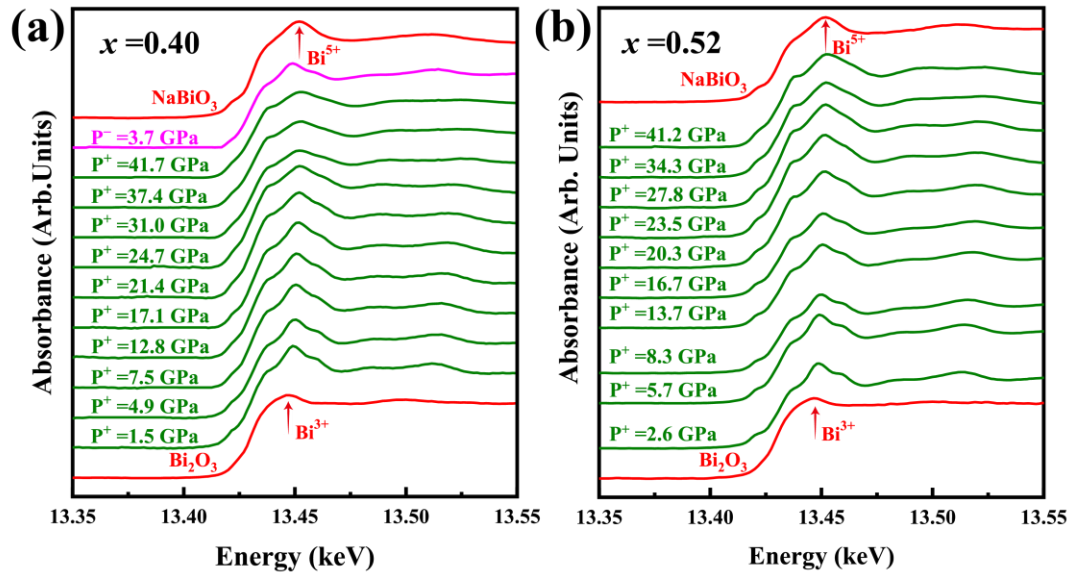 (a)
x =0.40
Bi⁵⁺
NaBiO₃
P⁻ =3.7 GPa
P⁺ =41.7 GPa
P⁺ =37.4 GPa
P⁺ =31.0 GPa
P⁺ =24.7 GPa
P⁺ =21.4 GPa
P⁺ =17.1 GPa
P⁺ =12.8 GPa
P⁺ =7.5 GPa
P⁺ =4.9 GPa
P⁺ =1.5 GPa
Bi³⁺
Bi₂O₃
Absorbance (Arb.Units)
13.35 13.40 13.45 13.50 13.55
Energy (keV)
(b)
x =0.52
Bi⁵⁺
NaBiO₃
P⁺ =41.2 GPa
P⁺ =34.3 GPa
P⁺ =27.8 GPa
P⁺ =23.5 GPa
P⁺ =20.3 GPa
P⁺ =16.7 GPa
P⁺ =13.7 GPa
P⁺ =8.3 GPa
P⁺ =5.7 GPa
P⁺ =2.6 GPa
Bi³⁺
Bi₂O₃
Absorbance (Arb. Units)
13.35 13.40 13.45 13.50 13.55
Energy (keV)